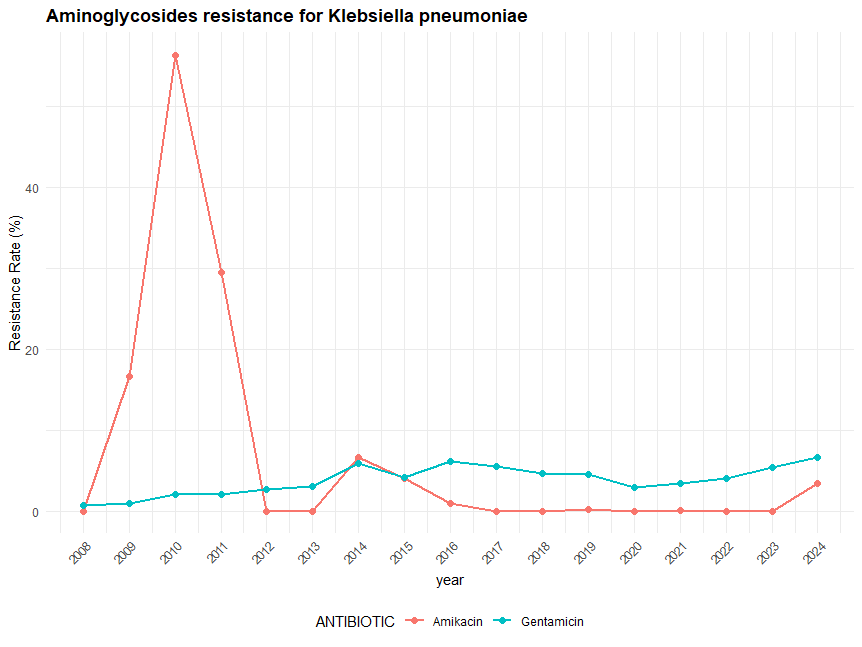 Aminoglycosides resistance for Klebsiella pneumoniae
Resistance Rate (%)
40
20
0
2008 2009 2010 2011 2012 2013 2014 2015 2016 2017 2018 2019 2020 2021 2022 2023 2024
year
ANTIBIOTIC Amikacin Gentamicin